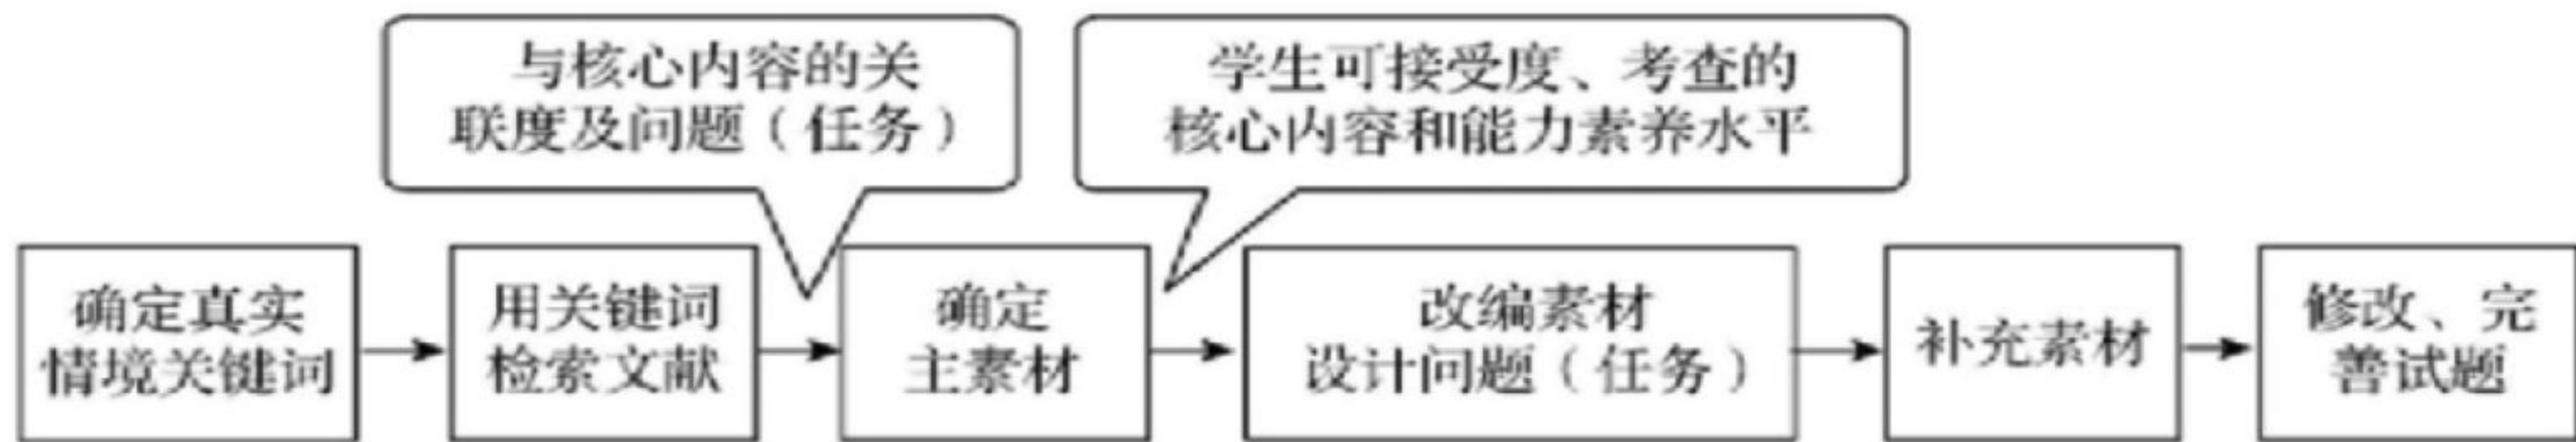 与核心内容的关
联度及问题（任务）
学生可接受度、考查的
核心内容和能力素养水平
确定真实
情境关键词
用关键词
检索文献
确定
主素材
改编素材
设计问题（任务）
补充素材
修改、完
善试题